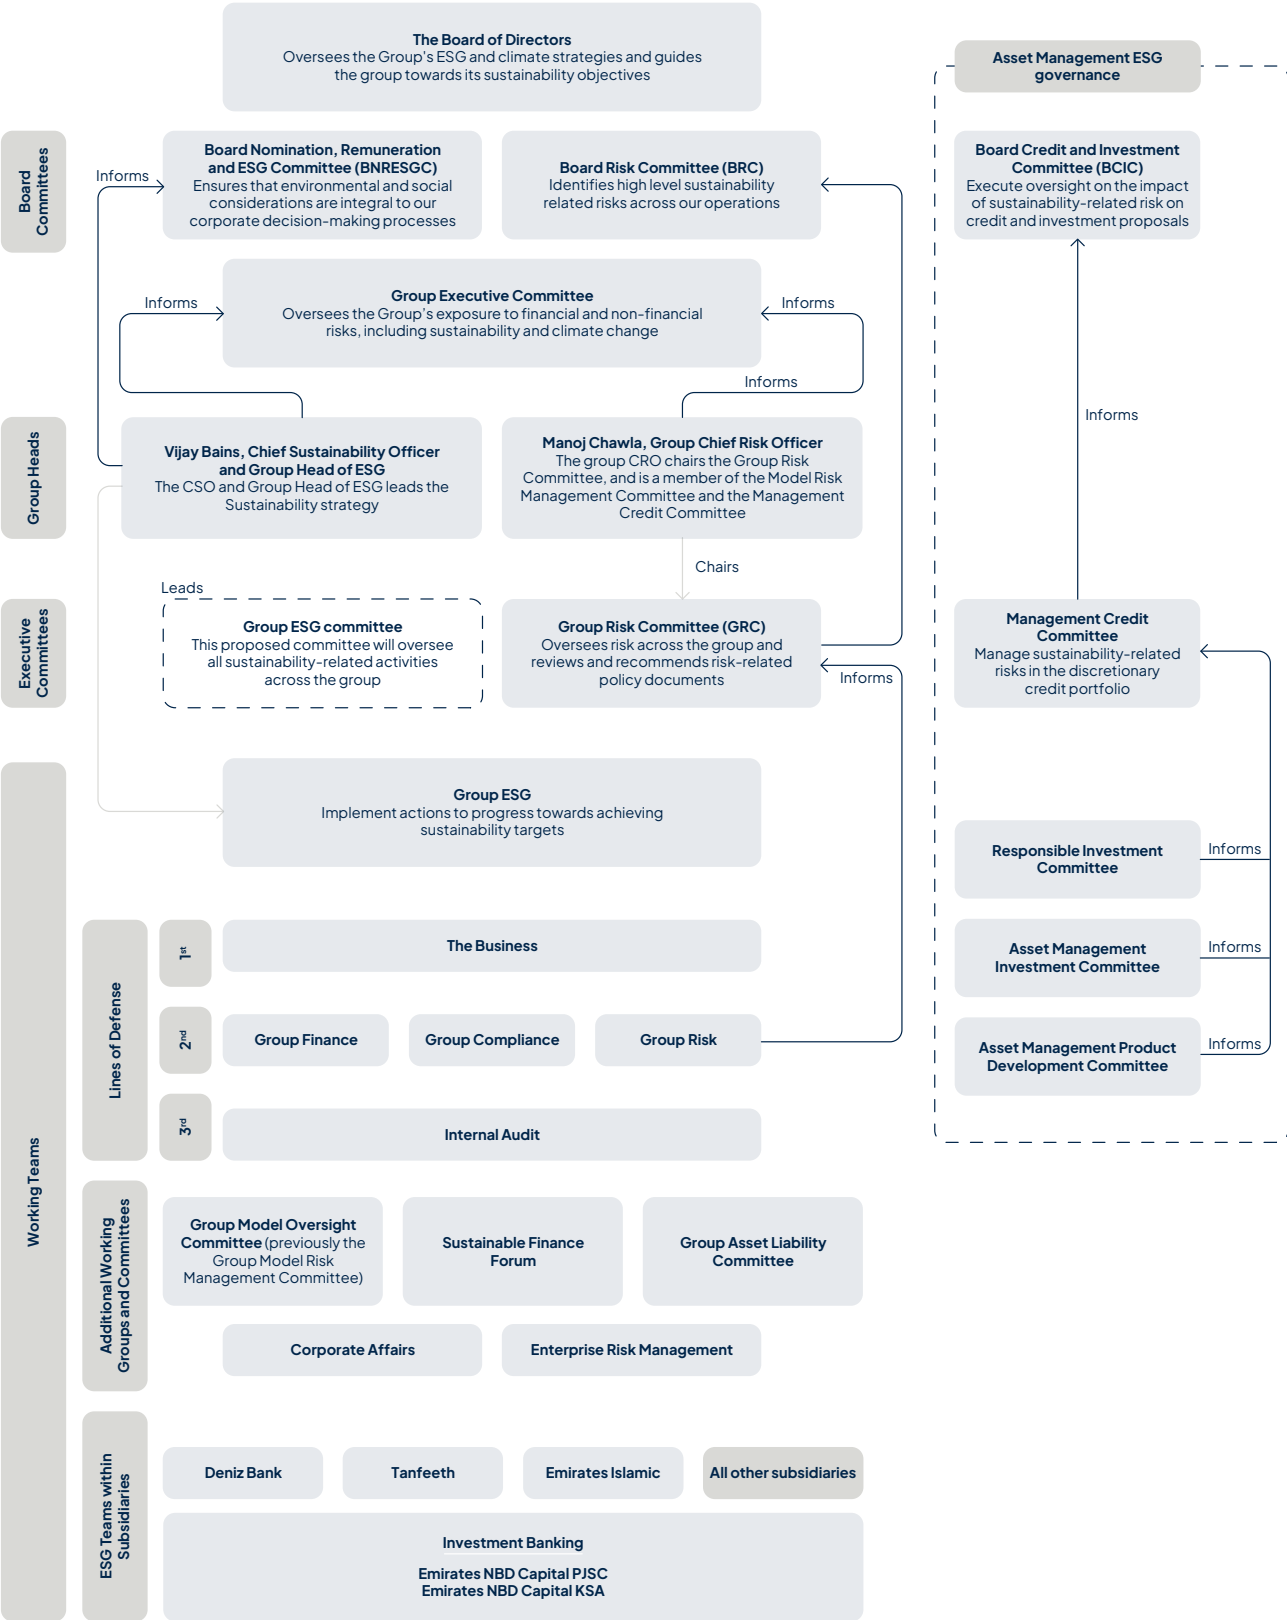 The Board of Directors
Oversees the Group's ESG and climate strategies and guides
the group towards its sustainability objectives
Asset Management ESG
governance
Board
Committees
Informs
Board Nomination, Remuneration
and ESG Committee (BNRESGC)
Ensures that environmental and social
considerations are integral to our
corporate decision-making processes
Board Risk Committee (BRC)
Identifies high level sustainability
related risks across our operations
Board Credit and Investment
Committee (BCIC)
Execute oversight on the impact
of sustainability-related risk on
credit and investment proposals
Informs
Group Executive Committee
Oversees the Group's exposure to financial and non-financial
risks, including sustainability and climate change
Informs
Informs
Informs
Group Heads
Vijay Bains, Chief Sustainability Officer
and Group Head of ESG
The CSO and Group Head of ESG leads the
Sustainability strategy
Manoj Chawla, Group Chief Risk Officer
The group CRO chairs the Group Risk
Committee, and is a member of the Model Risk
Management Committee and the Management
Credit Committee
Chairs
Leads
Executive
Committees
Group ESG committee
This proposed committee will oversee
all sustainability-related activities
across the group
Group Risk Committee (GRC)
Oversees risk across the group and
reviews and recommends risk-related
policy documents
Informs
Management Credit
Committee
Manage sustainability-related
risks in the discretionary
credit portfolio
Working Teams
Group ESG
Implement actions to progress towards achieving
sustainability targets
Responsible Investment
Committee
Informs
Asset Management
Investment Committee
Informs
Asset Management Product
Development Committee
Informs
Lines of Defense
1st
The Business
2nd
Group Finance
Group Compliance
Group Risk
3rd
Internal Audit
Additional Working
Groups and Committees
Group Model Oversight
Committee (previously the
Group Model Risk
Management Committee)
Sustainable Finance
Forum
Group Asset Liability
Committee
Corporate Affairs
Enterprise Risk Management
ESG Teams within
Subsidiaries
Deniz Bank
Tanfeeth
Emirates Islamic
All other subsidiaries
Investment Banking
Emirates NBD Capital PJSC
Emirates NBD Capital KSA